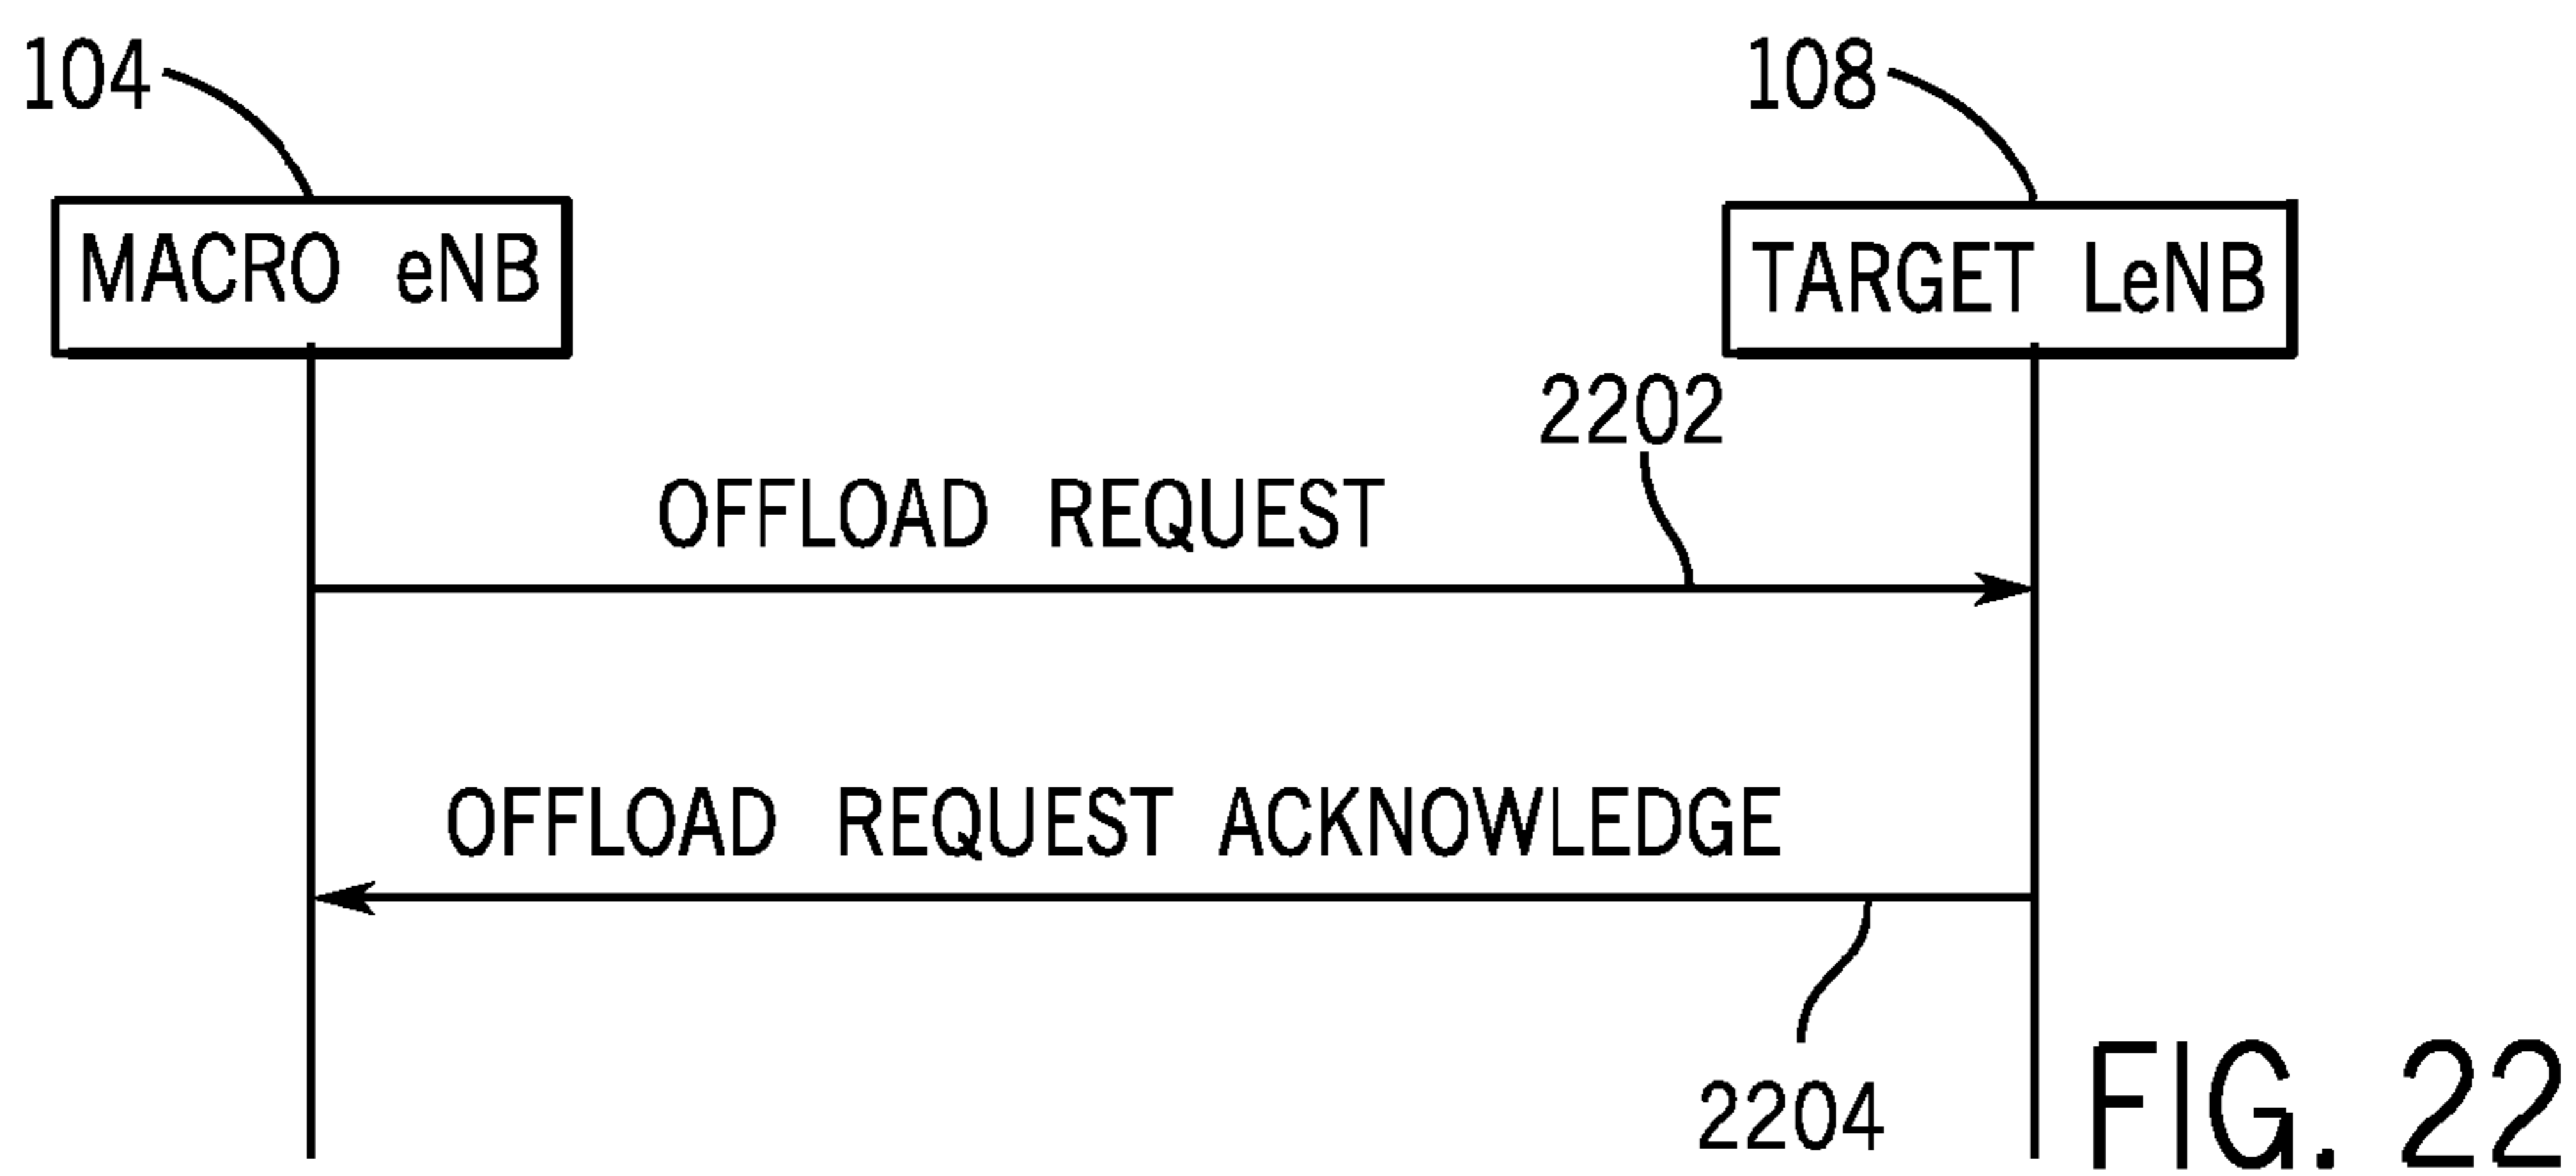 104
108
MACRO eNB
TARGET LeNB
2202
OFFLOAD REQUEST
OFFLOAD REQUEST ACKNOWLEDGE
2204
FIG. 22